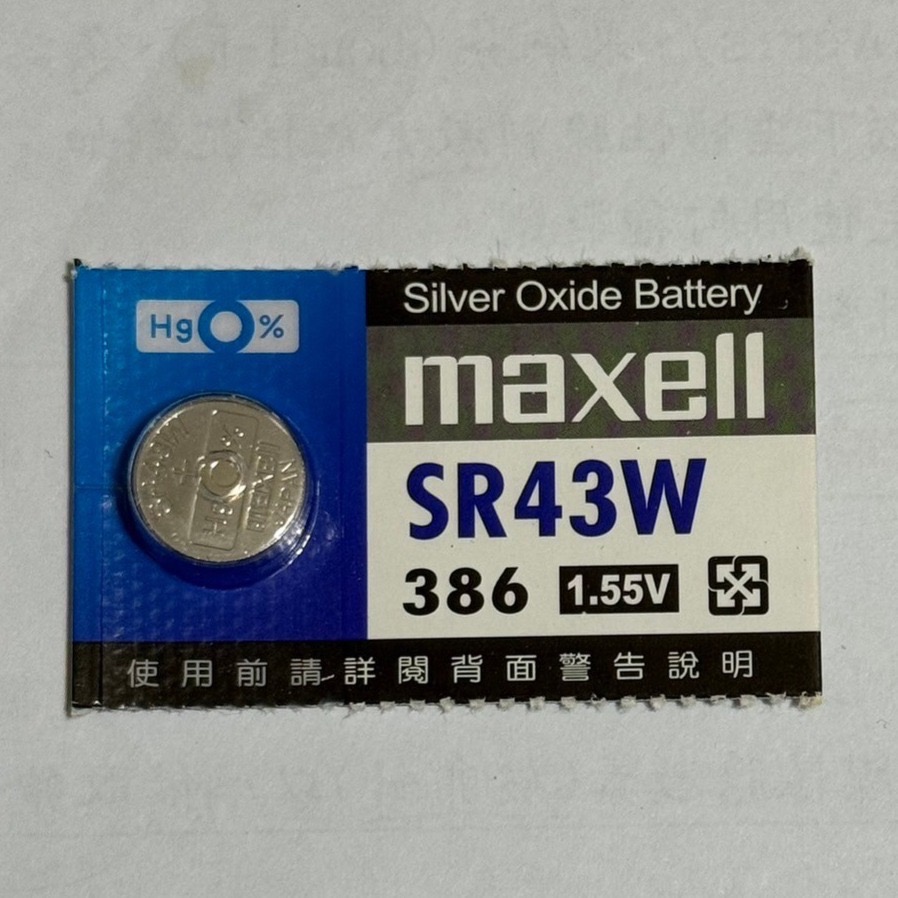 Hg0%
Silver Oxide Battery
maxell
SR43W
386 1.55V
使用前請詳閱背面警告說明